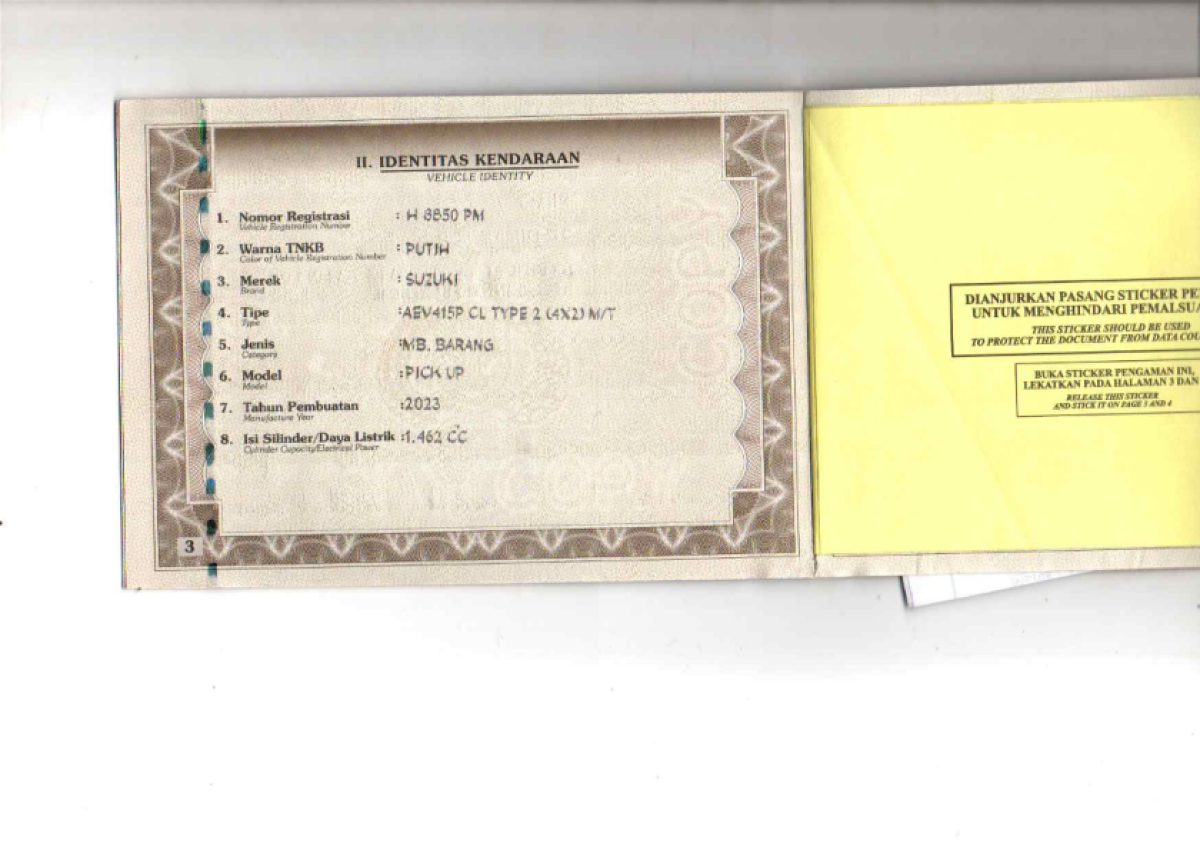 II. IDENTITAS KENDARAAN
VEHICLE IDENTITY
1. Nomor Registrasi : H 8850 PM
Vehicle Registration Number
2. Warna TNKB : PUTIH
Color of Vehicle Registration Number
3. Merek : SUZUKI
Brand
4. Tipe : AEV415P CL TYPE 2 (4X2) M/T
Type
5. Jenis : MB. BARANG
Category
6. Model : PICK UP
Model
7. Tahun Pembuatan : 2023
Manufacture Year
8. Isi Silinder/Daya Listrik : 1.462 CC
Cylinder Capacity/Electrical Power
3
DIANJURKAN PASANG STICKER PE
UNTUK MENGHINDARI PEMALSUA
THIS STICKER SHOULD BE USED
TO PROTECT THE DOCUMENT FROM DATA COU
BUKA STICKER PENGAMAN INI,
LEKATKAN PADA HALAMAN 3 DAN
RELEASE THIS STICKER
AND STICK IT ON PAGE 3 AND 4